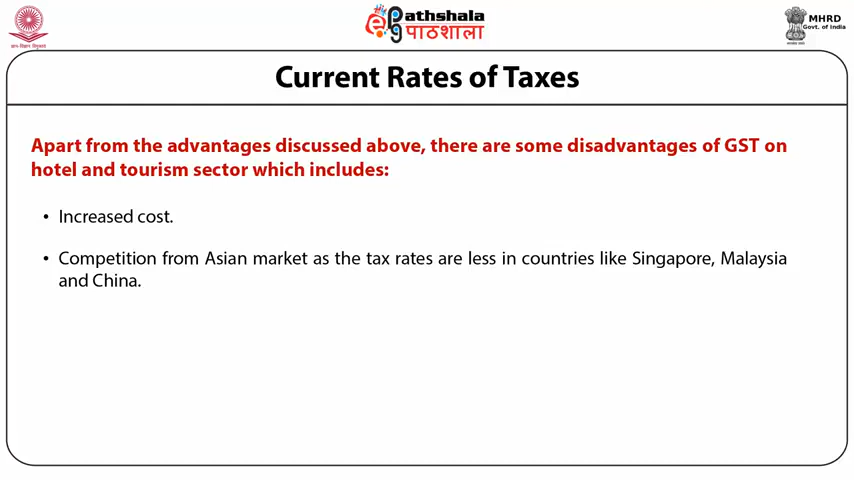 ePathshala
पाठशाला
MHRD
Govt. of India
Current Rates of Taxes
Apart from the advantages discussed above, there are some disadvantages of GST on
hotel and tourism sector which includes:
• Increased cost.
• Competition from Asian market as the tax rates are less in countries like Singapore, Malaysia
and China.